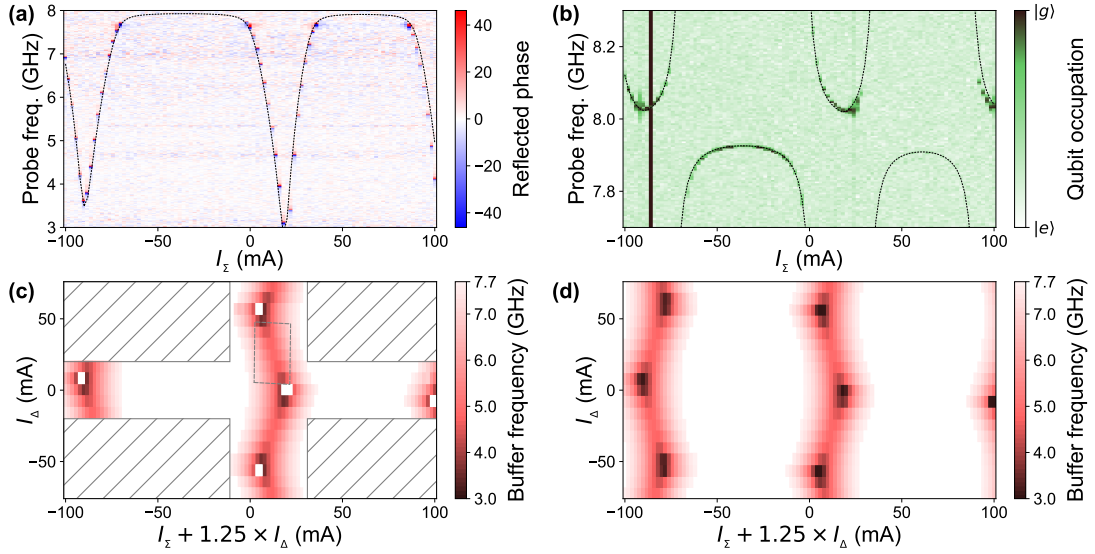 (a)
8
7
6
5
4
3
Probe freq. (GHz)
−100
−50
0
50
100
I_Σ (mA)
40
20
0
−20
−40
Reflected phase
(b)
8.2
8.0
7.8
Probe freq. (GHz)
−100
−50
0
50
100
I_Σ (mA)
|g⟩
|e⟩
Qubit occupation
(c)
50
0
−50
I_Δ (mA)
−100
−50
0
50
100
I_Σ + 1.25 × I_Δ (mA)
7.7
7.0
6.0
5.0
4.0
3.0
Buffer frequency (GHz)
(d)
50
0
−50
I_Δ (mA)
−100
−50
0
50
100
I_Σ + 1.25 × I_Δ (mA)
7.7
7.0
6.0
5.0
4.0
3.0
Buffer frequency (GHz)